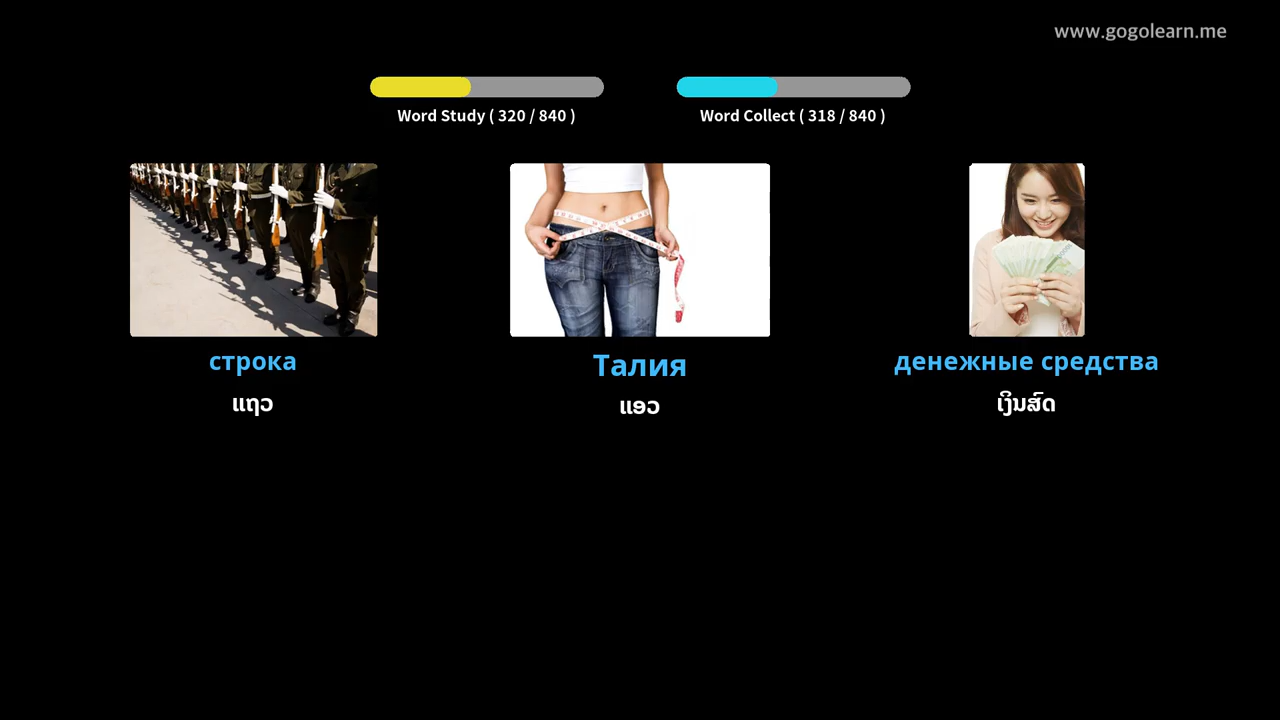 www.gogolearn.me
Word Study ( 320 / 840 )
Word Collect ( 318 / 840 )
строка
Талия
денежные средства
ແຖວ
ແອວ
ເງິນສົດ